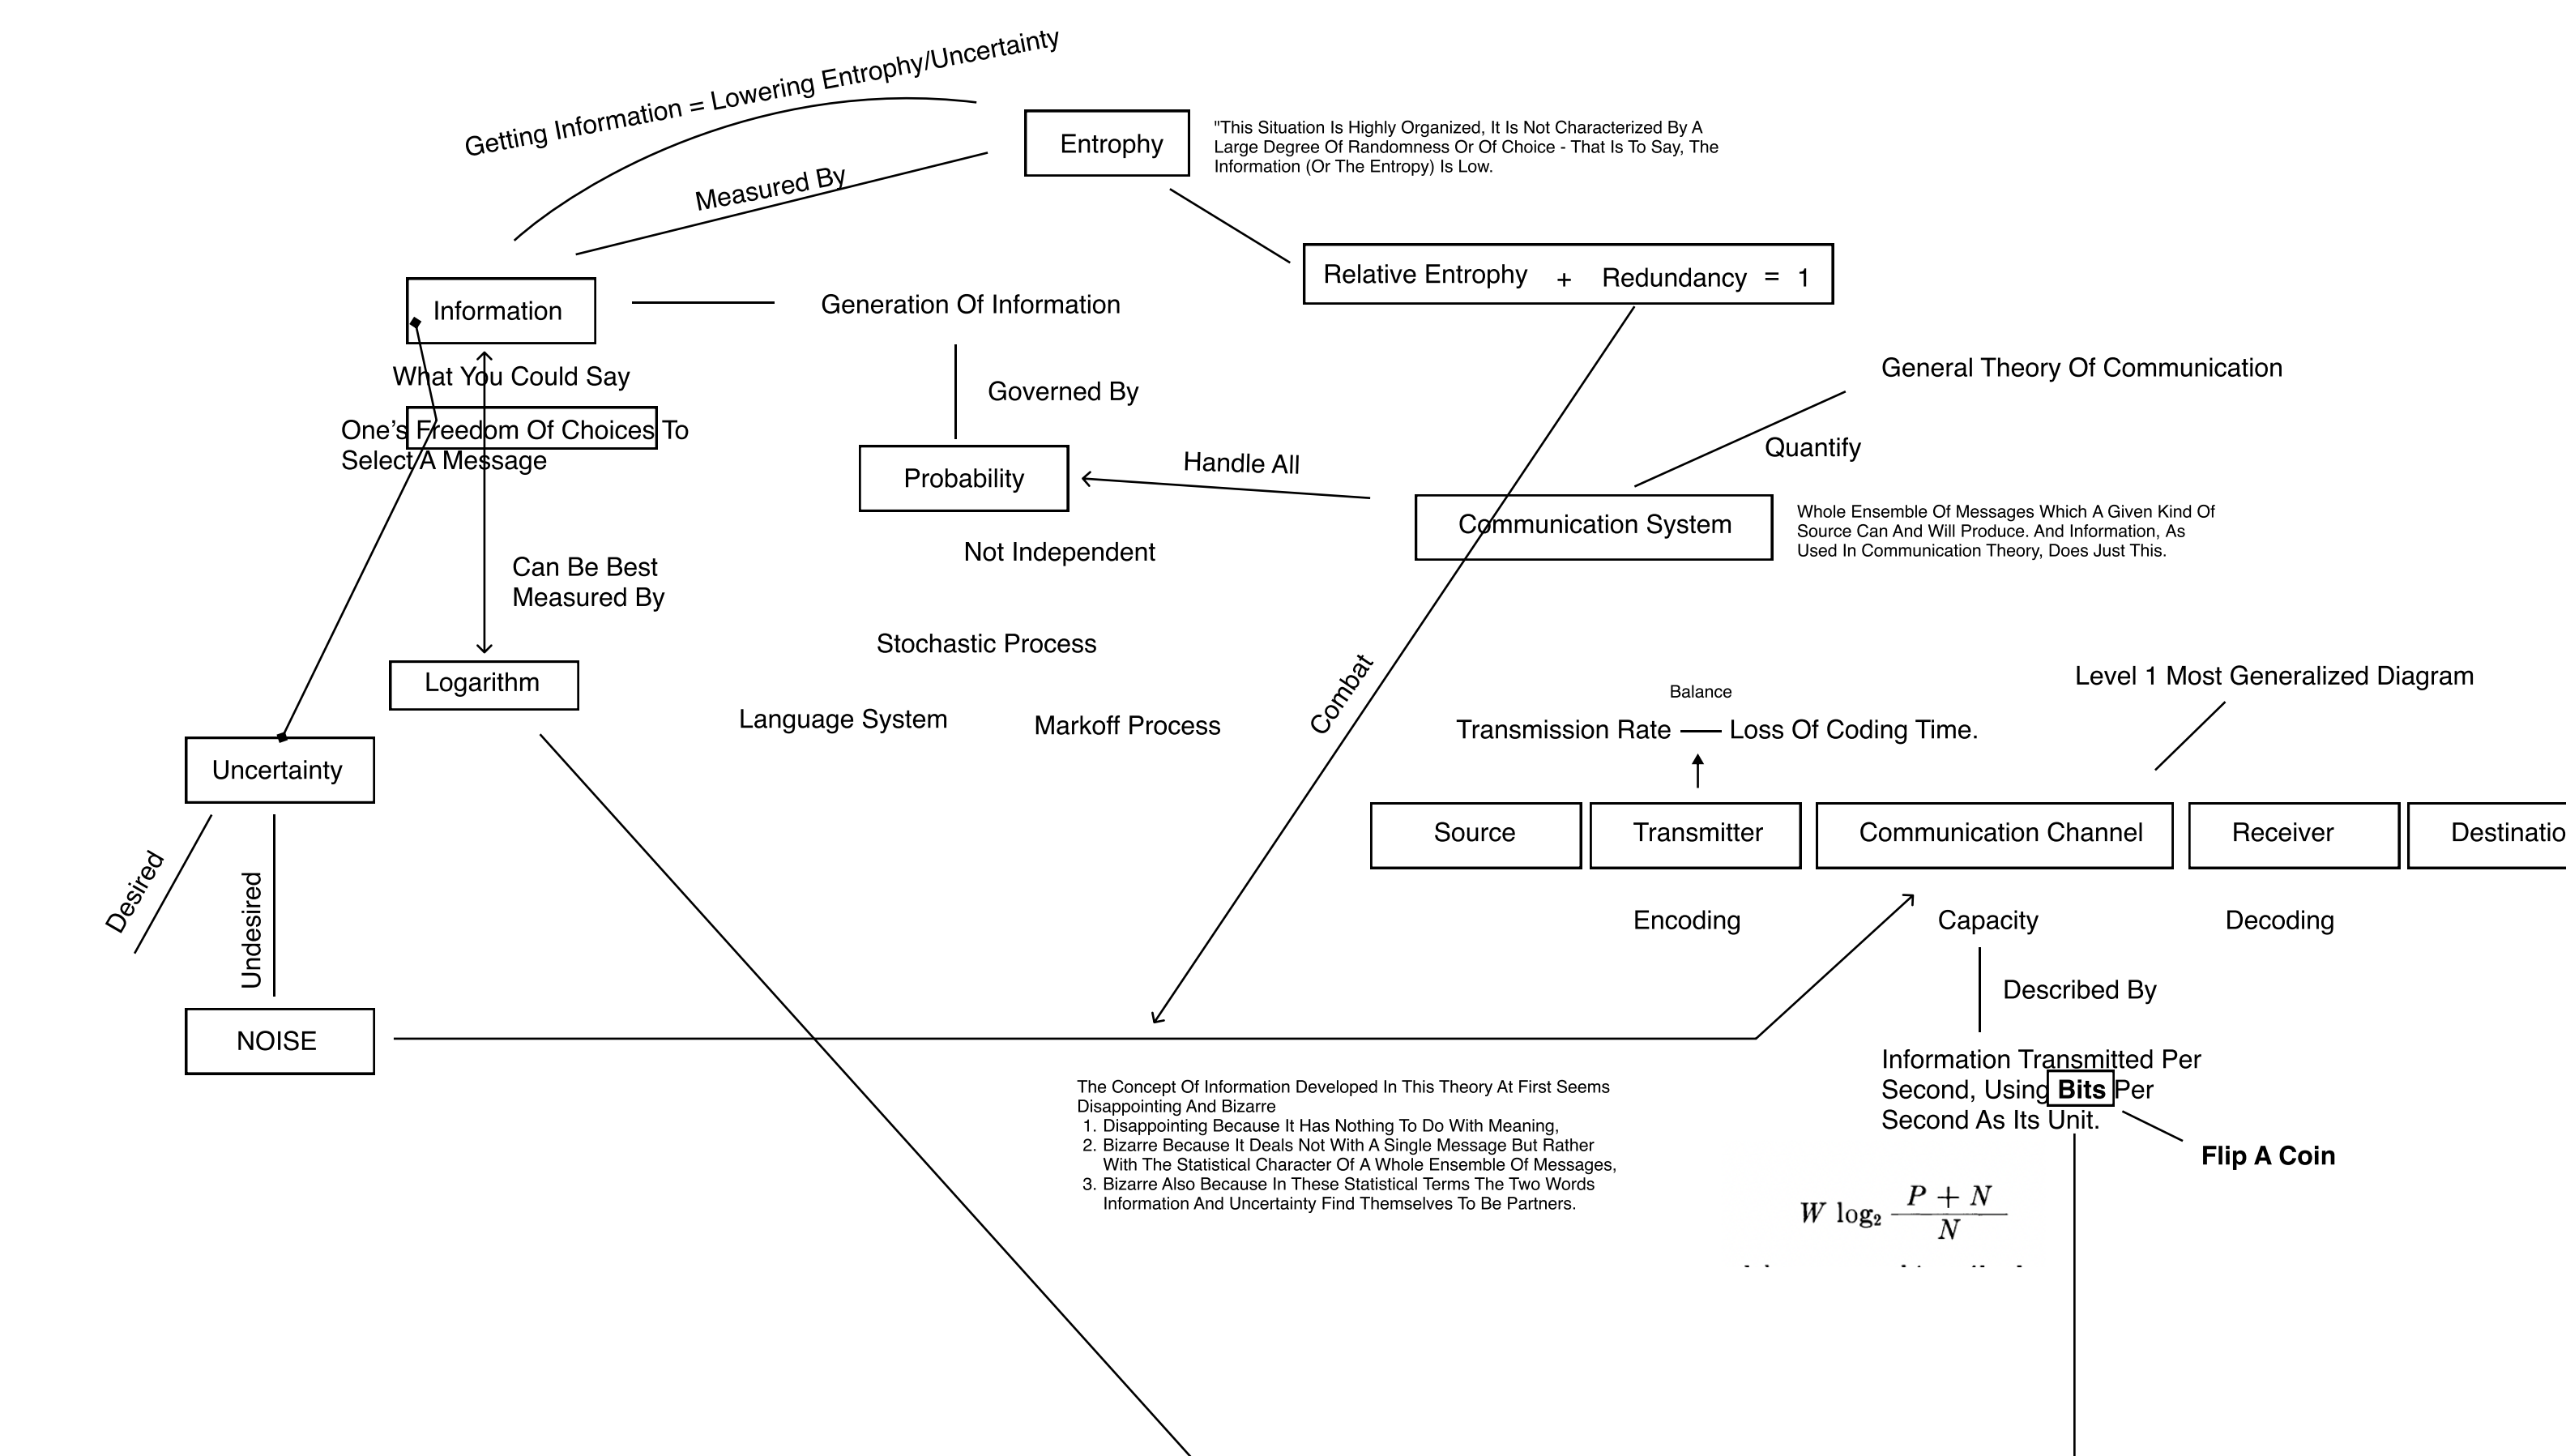 Getting Information = Lowering Entrophy/Uncertainty
Entrophy
"This Situation Is Highly Organized, It Is Not Characterized By A
Large Degree Of Randomness Or Of Choice - That Is To Say, The
Information (Or The Entropy) Is Low.
Measured By
Relative Entrophy + Redundancy = 1
Information
Generation Of Information
What You Could Say
General Theory Of Communication
Governed By
One’s Freedom Of Choices To
Select A Message
Quantify
Handle All
Probability
Communication System
Whole Ensemble Of Messages Which A Given Kind Of
Source Can And Will Produce. And Information, As
Used In Communication Theory, Does Just This.
Not Independent
Can Be Best
Measured By
Stochastic Process
Logarithm
Combat
Level 1 Most Generalized Diagram
Balance
Language System
Markoff Process
Transmission Rate
Loss Of Coding Time.
Uncertainty
Source
Transmitter
Communication Channel
Receiver
Destinatio
Desired
Undesired
Encoding
Capacity
Decoding
Described By
NOISE
Information Transmitted Per
Second, Using Bits Per
Second As Its Unit.
The Concept Of Information Developed In This Theory At First Seems
Disappointing And Bizarre
1. Disappointing Because It Has Nothing To Do With Meaning,
2. Bizarre Because It Deals Not With A Single Message But Rather
With The Statistical Character Of A Whole Ensemble Of Messages,
3. Bizarre Also Because In These Statistical Terms The Two Words
Information And Uncertainty Find Themselves To Be Partners.
Flip A Coin
W log₂ (P + N) / N